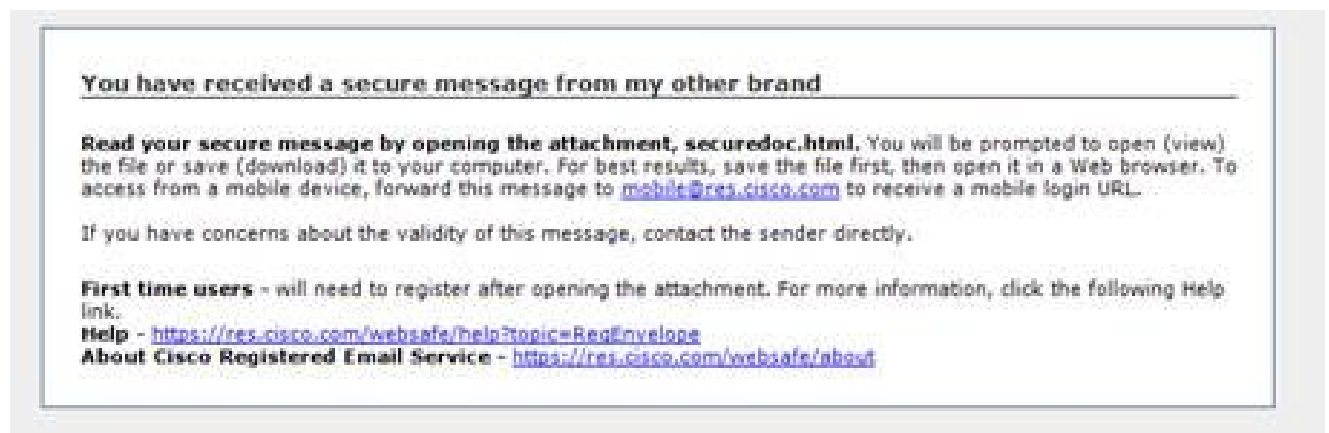 You have received a secure message from my other brand
Read your secure message by opening the attachment, securedoc.html. You will be prompted to open (view)
the file or save (download) it to your computer. For best results, save the file first, then open it in a Web browser. To
access from a mobile device, forward this message to mobile@res.cisco.com to receive a mobile login URL.
If you have concerns about the validity of this message, contact the sender directly.
First time users - will need to register after opening the attachment. For more information, click the following Help
link.
Help - https://res.cisco.com/websafe/help?topic=RegEnvelope
About Cisco Registered Email Service - https://res.cisco.com/websafe/about